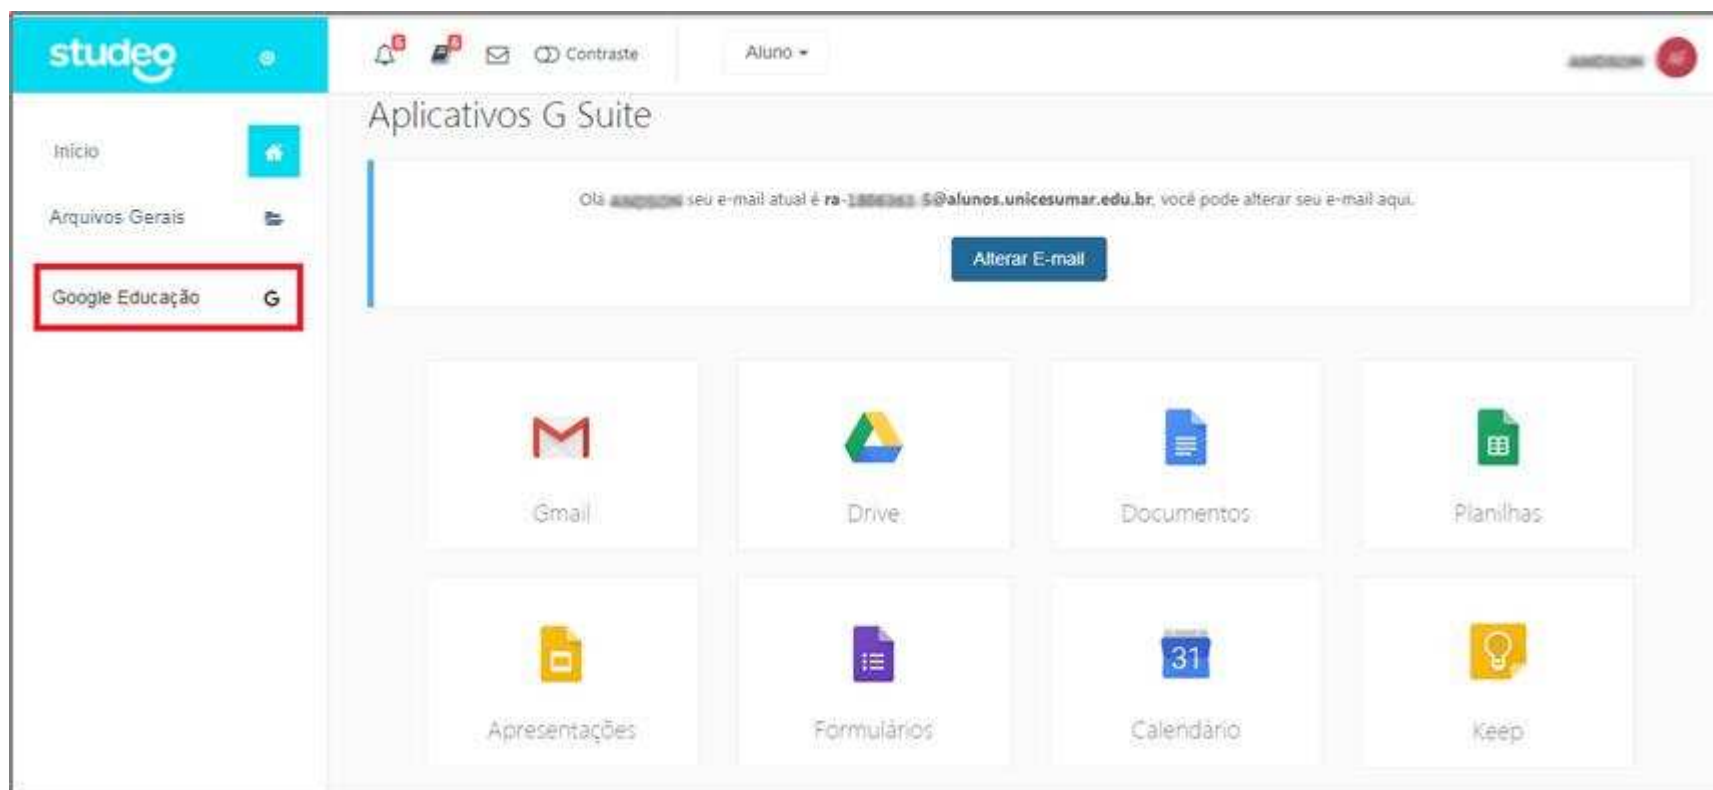 studeo
Contraste
Aluno
Início
Arquivos Gerais
Google Educação
G
Aplicativos G Suite
Olá seu e-mail atual é ra- @alunos.unicesumar.edu.br, você pode alterar seu e-mail aqui.
Alterar E-mail
Gmail
Drive
Documentos
Planilhas
Apresentações
Formulários
31
Calendário
Keep